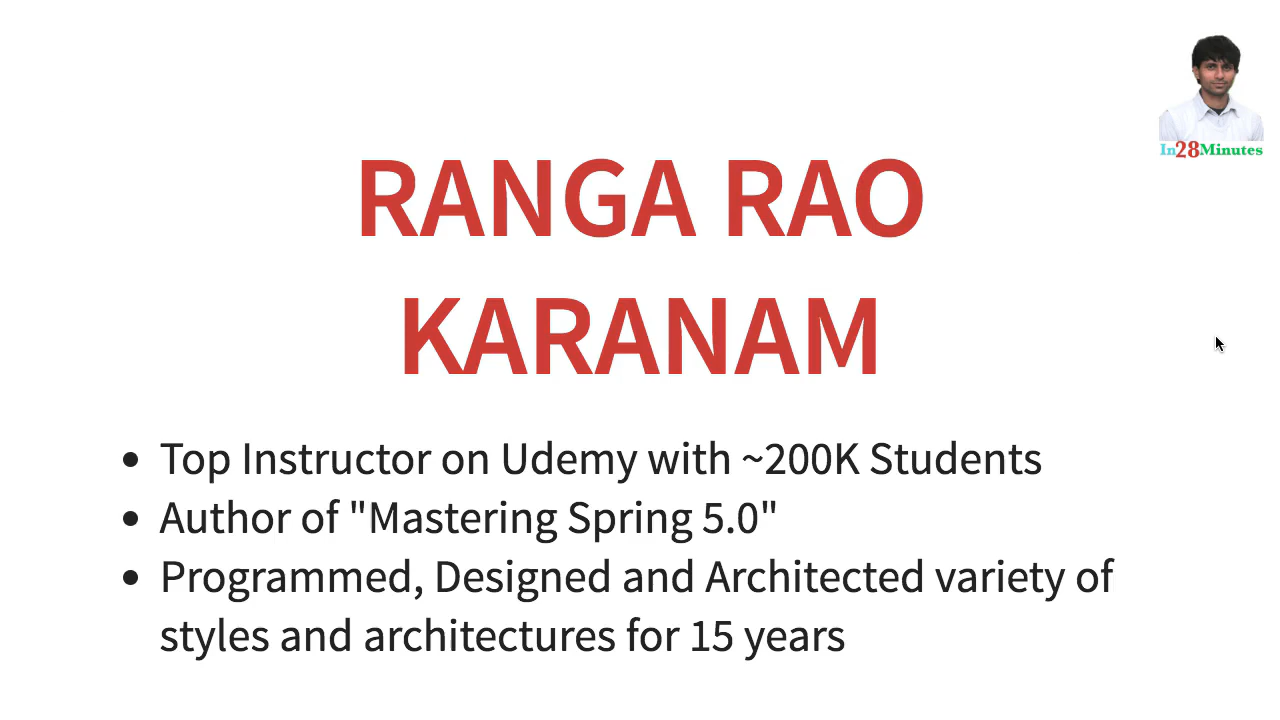 In28Minutes
RANGA RAO
KARANAM
• Top Instructor on Udemy with ~200K Students
• Author of "Mastering Spring 5.0"
• Programmed, Designed and Architected variety of
styles and architectures for 15 years